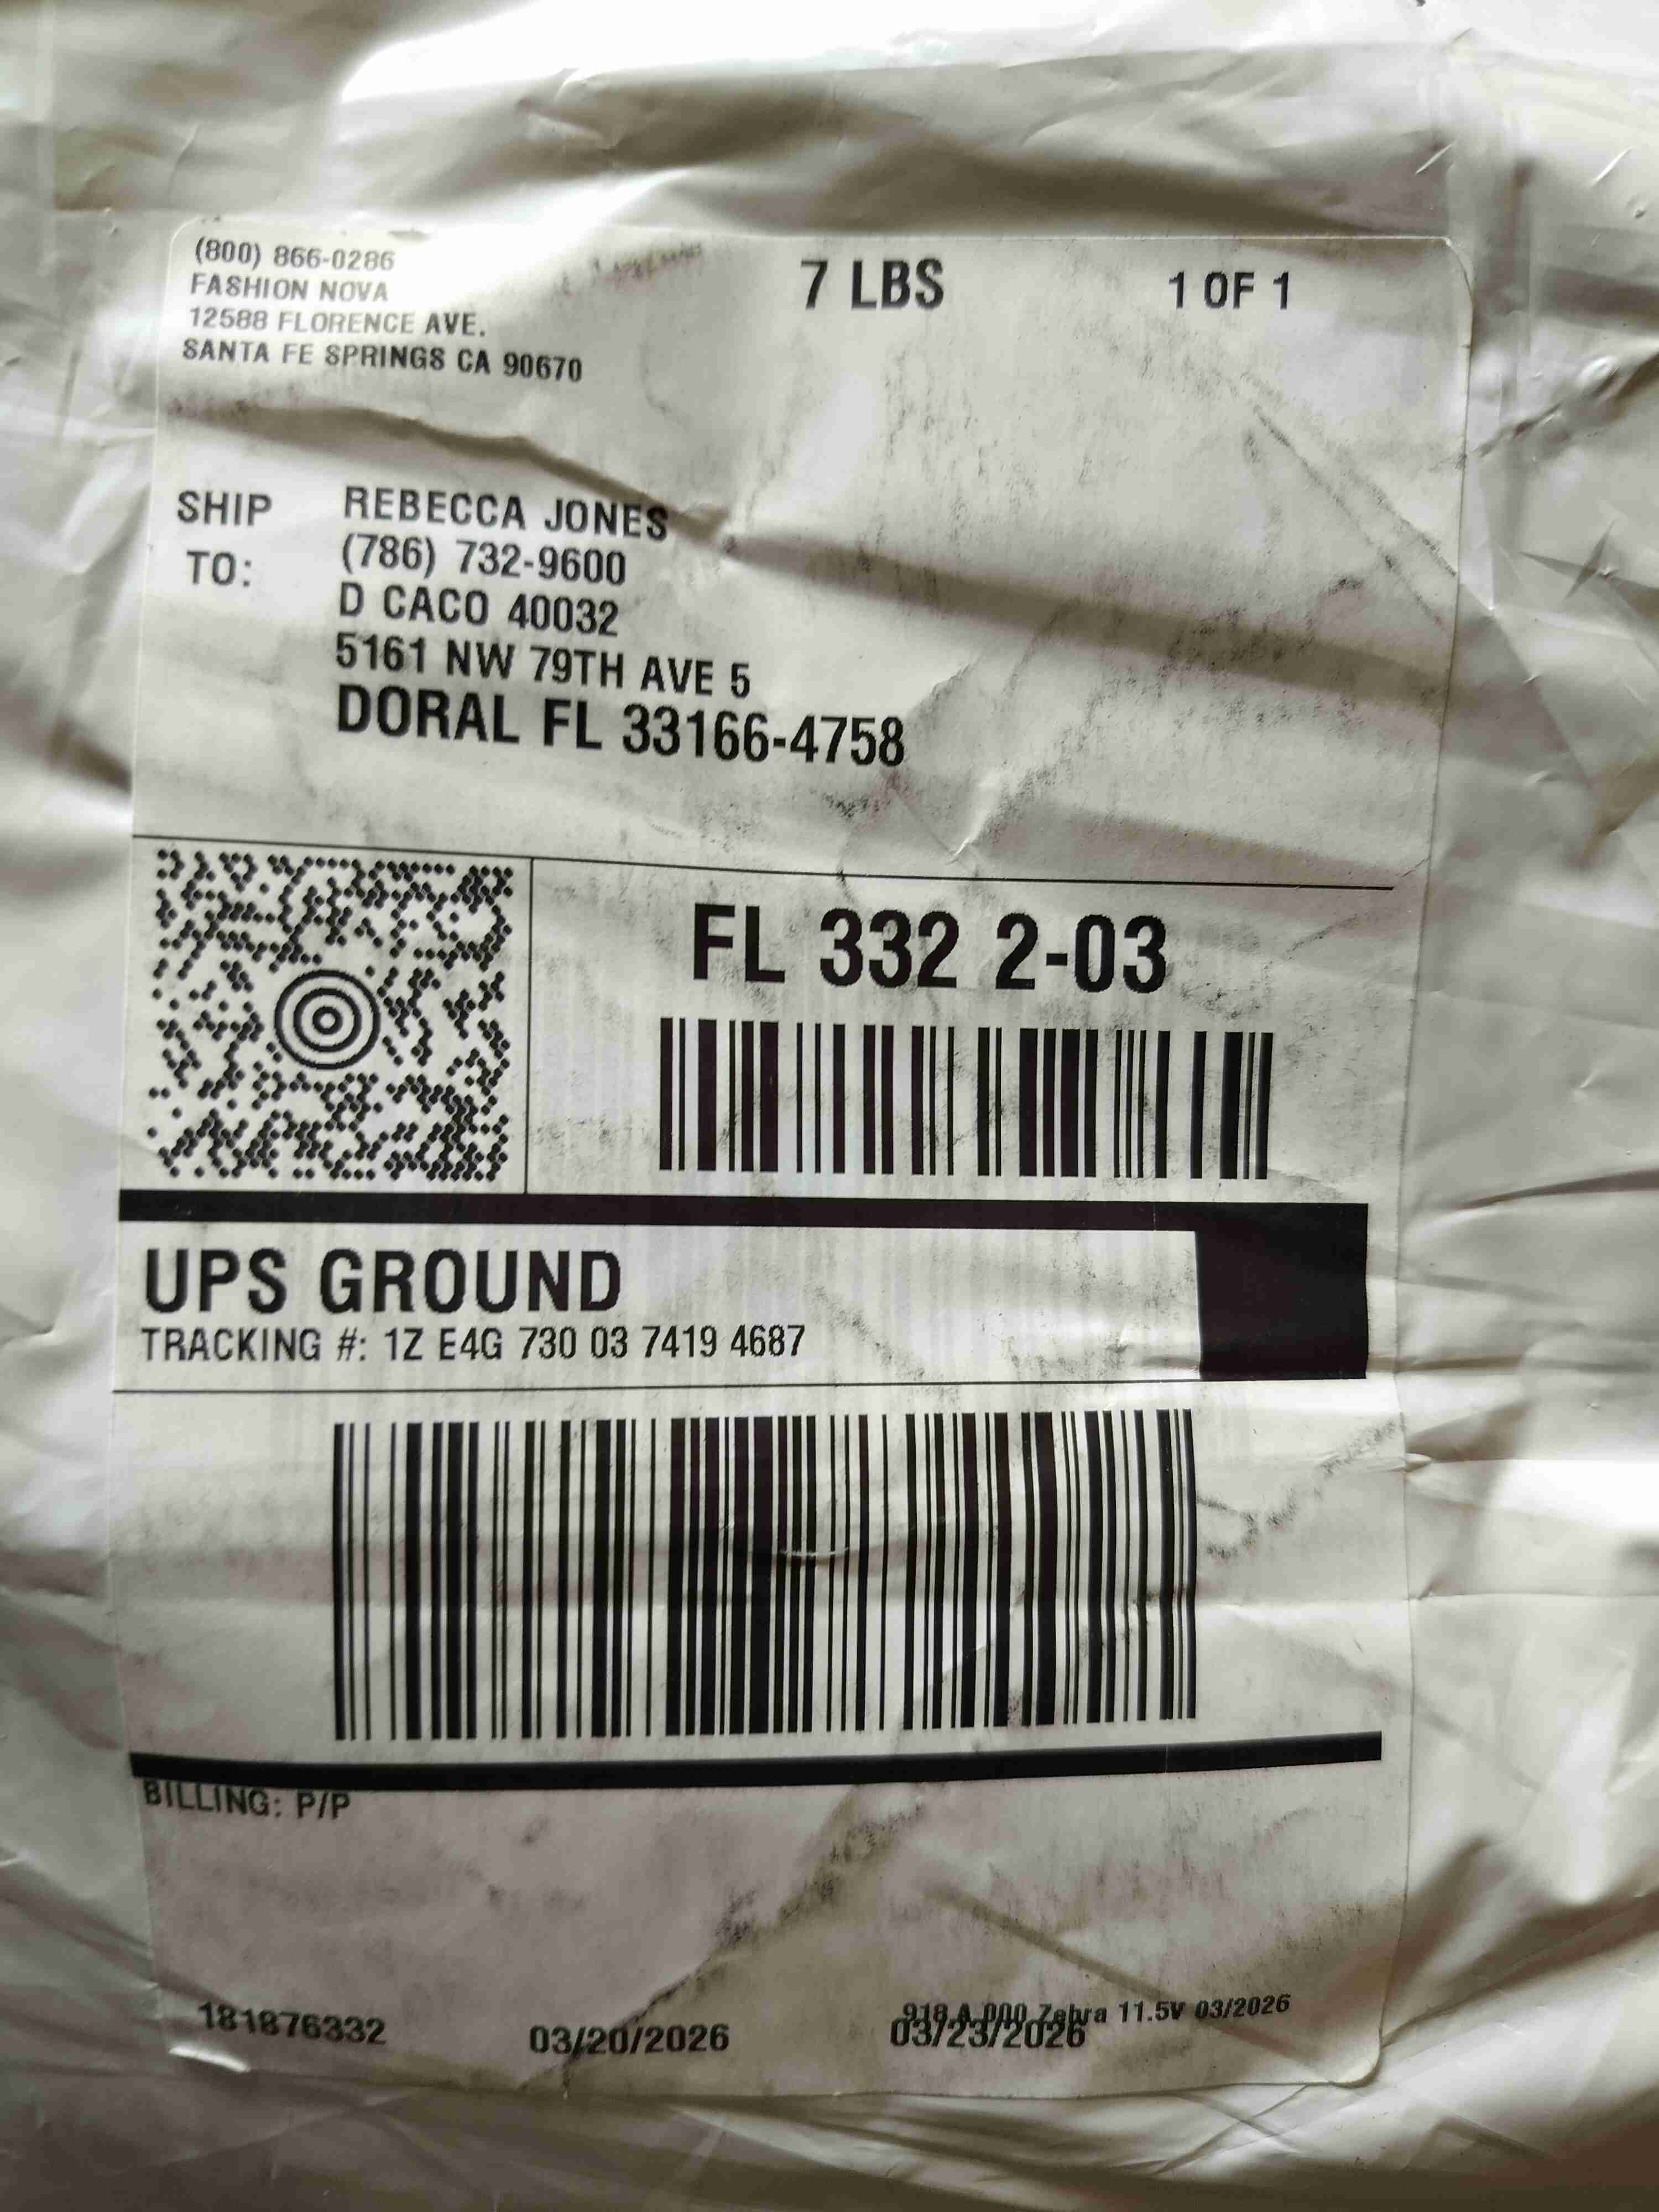 (800) 866-0286
FASHION NOVA
12588 FLORENCE AVE.
SANTA FE SPRINGS CA 90670
7 LBS
1 OF 1
SHIP TO:
REBECCA JONES
(786) 732-9600
D CACO 40032
5161 NW 79TH AVE 5
DORAL FL 33166-4758
FL 332 2-03
UPS GROUND
TRACKING #: 1Z E4G 730 03 7419 4687
BILLING: P/P
181876332
03/20/2026
918 A 000 Zebra 11.5V 03/2026
03/23/2026